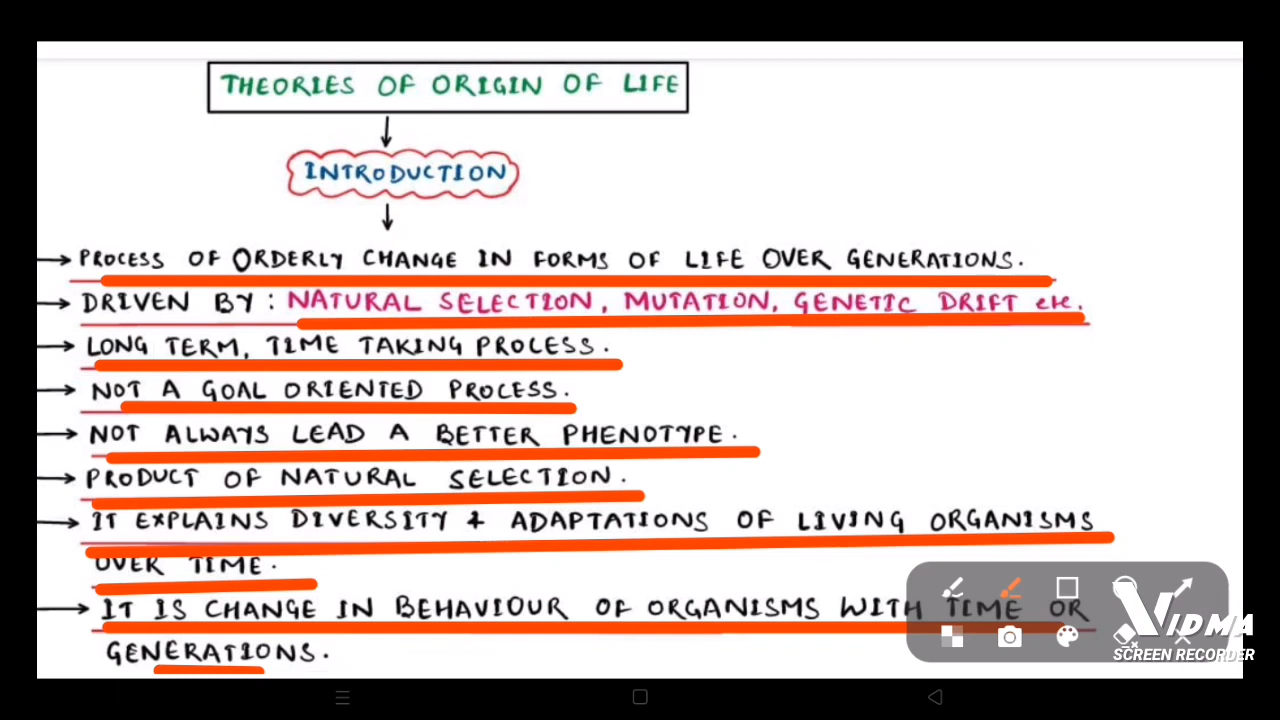 THEORIES OF ORIGIN OF LIFE
INTRODUCTION
→ PROCESS OF ORDERLY CHANGE IN FORMS OF LIFE OVER GENERATIONS.
→ DRIVEN BY : NATURAL SELECTION, MUTATION, GENETIC DRIFT etc.
→ LONG TERM, TIME TAKING PROCESS.
→ NOT A GOAL ORIENTED PROCESS.
→ NOT ALWAYS LEAD A BETTER PHENOTYPE.
→ PRODUCT OF NATURAL SELECTION.
→ IT EXPLAINS DIVERSITY & ADAPTATIONS OF LIVING ORGANISMS
OVER TIME.
→ IT IS CHANGE IN BEHAVIOUR OF ORGANISMS WITH TIME OR
GENERATIONS.
VIDMA
SCREEN RECORDER